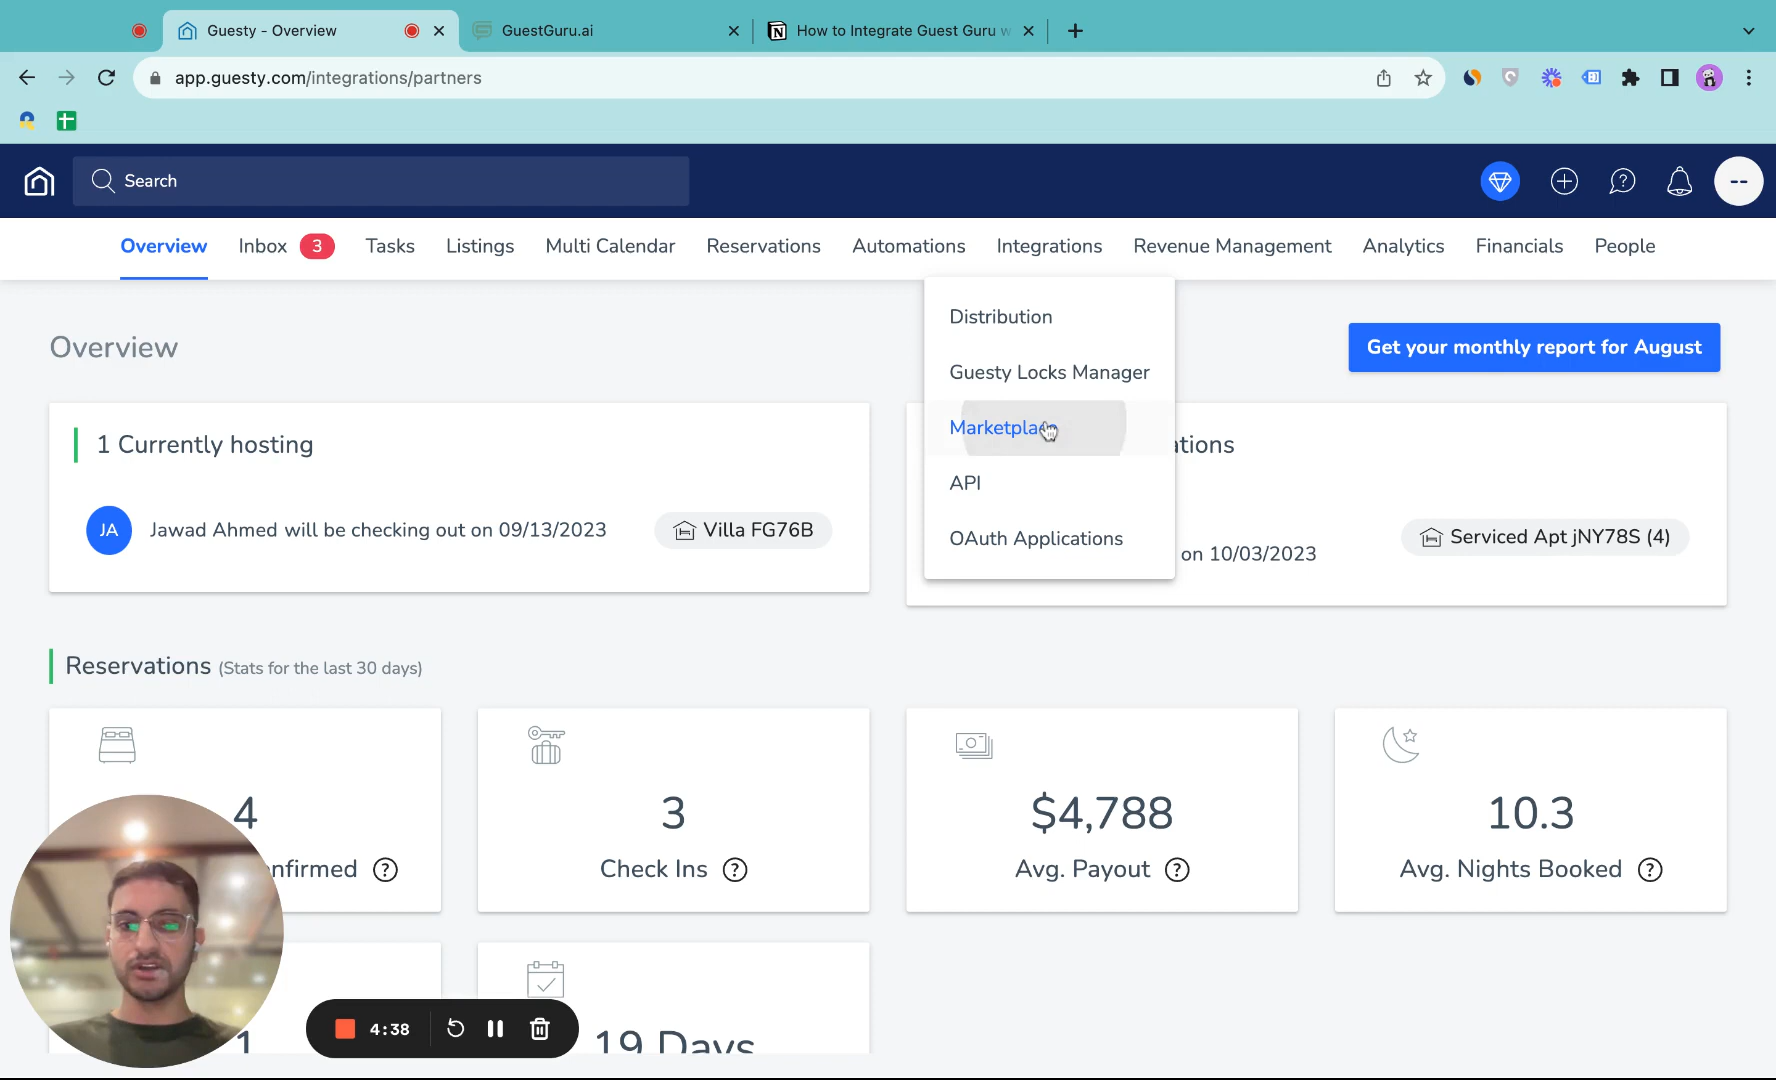 Guesty - Overview
GuestGuru.ai
How to Integrate Guest Guru w
app.guesty.com/integrations/partners
Search
--
Overview
Inbox 3
Tasks
Listings
Multi Calendar
Reservations
Automations
Integrations
Revenue Management
Analytics
Financials
People
Distribution
Guesty Locks Manager
Marketplace
API
OAuth Applications
Overview
Get your monthly report for August
1 Currently hosting
JA
Jawad Ahmed will be checking out on 09/13/2023
Villa FG76B
ations
on 10/03/2023
Serviced Apt jNY78S (4)
Reservations (Stats for the last 30 days)
4
nfirmed ?
3
Check Ins ?
$4,788
Avg. Payout ?
10.3
Avg. Nights Booked ?
1
19 Days
4:38